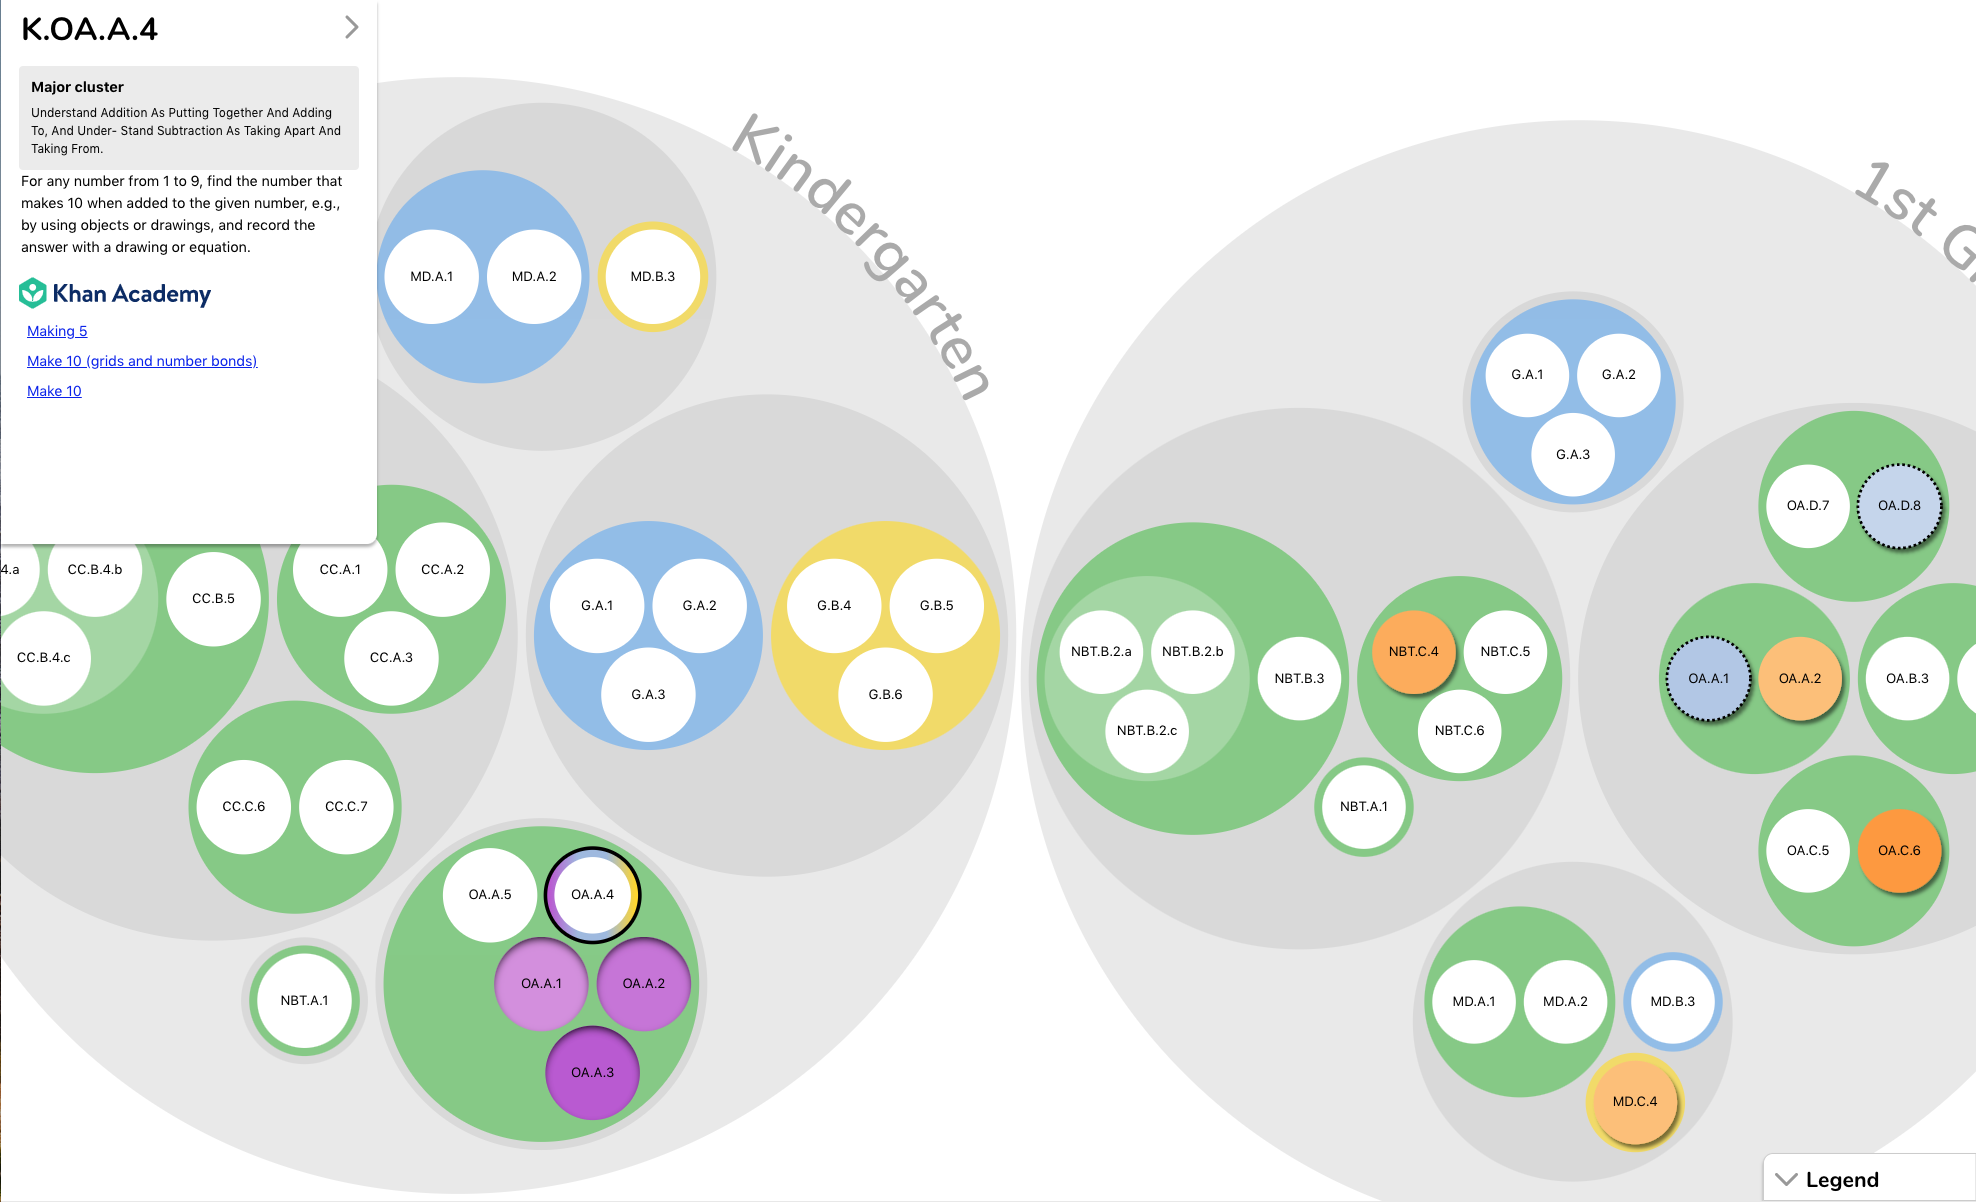 K.OA.A.4
Major cluster
Understand Addition As Putting Together And Adding
To, And Under- Stand Subtraction As Taking Apart And
Taking From.
For any number from 1 to 9, find the number that
makes 10 when added to the given number, e.g.,
by using objects or drawings, and record the
answer with a drawing or equation.
Khan Academy
Making 5
Make 10 (grids and number bonds)
Make 10
Kindergarten
MD.A.1
MD.A.2
MD.B.3
4.a
CC.B.4.b
CC.B.5
CC.B.4.c
CC.A.1
CC.A.2
CC.A.3
CC.C.6
CC.C.7
G.A.1
G.A.2
G.A.3
G.B.4
G.B.5
G.B.6
OA.A.5
OA.A.4
OA.A.1
OA.A.2
OA.A.3
NBT.A.1
1st G
G.A.1
G.A.2
G.A.3
NBT.B.2.a
NBT.B.2.b
NBT.B.2.c
NBT.B.3
NBT.C.4
NBT.C.5
NBT.C.6
NBT.A.1
OA.D.7
OA.D.8
OA.A.1
OA.A.2
OA.B.3
OA.C.5
OA.C.6
MD.A.1
MD.A.2
MD.B.3
MD.C.4
Legend